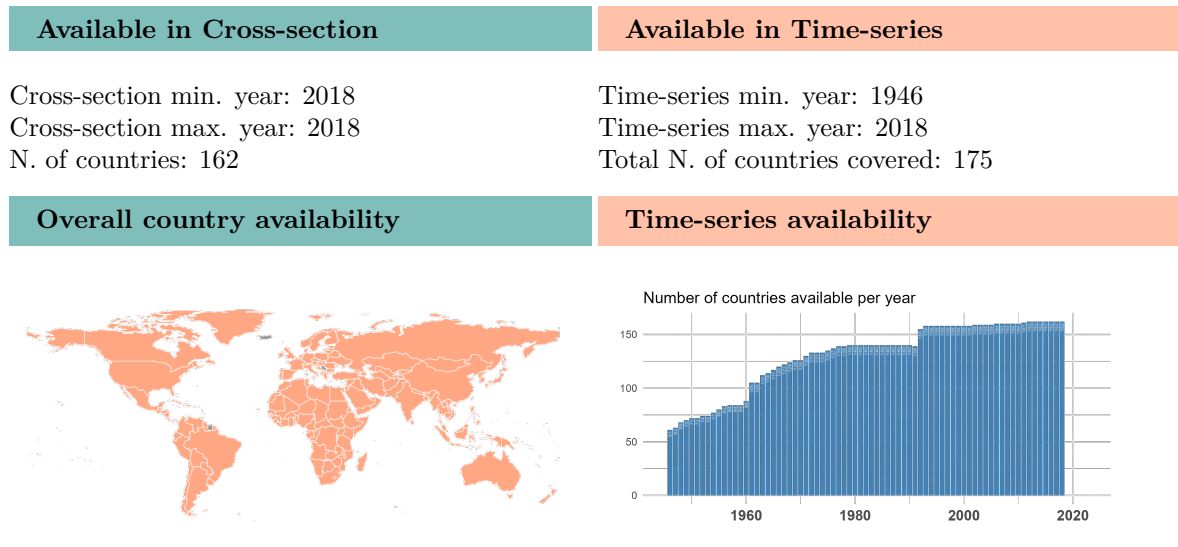 Available in Cross-section
Available in Time-series
Cross-section min. year: 2018
Cross-section max. year: 2018
N. of countries: 162
Time-series min. year: 1946
Time-series max. year: 2018
Total N. of countries covered: 175
Overall country availability
Time-series availability
Number of countries available per year
150
100
50
0
1960
1980
2000
2020